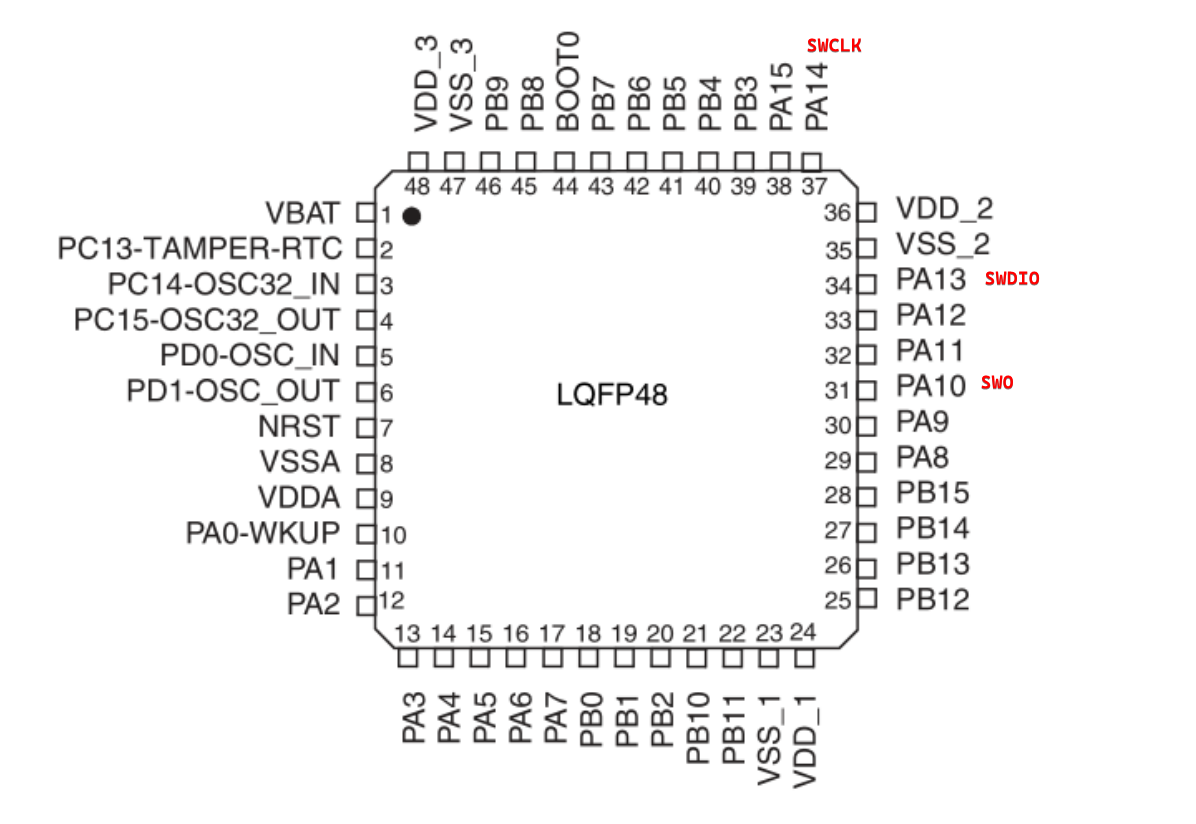 SWCLK
VDD_3
VSS_3
PB9
PB8
BOOT0
PB7
PB6
PB5
PB4
PB3
PA15
PA14
48 47 46 45 44 43 42 41 40 39 38 37
VBAT 1
PC13-TAMPER-RTC 2
PC14-OSC32_IN 3
PC15-OSC32_OUT 4
PD0-OSC_IN 5
PD1-OSC_OUT 6
NRST 7
VSSA 8
VDDA 9
PA0-WKUP 10
PA1 11
PA2 12
LQFP48
36 VDD_2
35 VSS_2
34 PA13 SWDIO
33 PA12
32 PA11
31 PA10 SWO
30 PA9
29 PA8
28 PB15
27 PB14
26 PB13
25 PB12
13 14 15 16 17 18 19 20 21 22 23 24
PA3
PA4
PA5
PA6
PA7
PB0
PB1
PB2
PB10
PB11
VSS_1
VDD_1